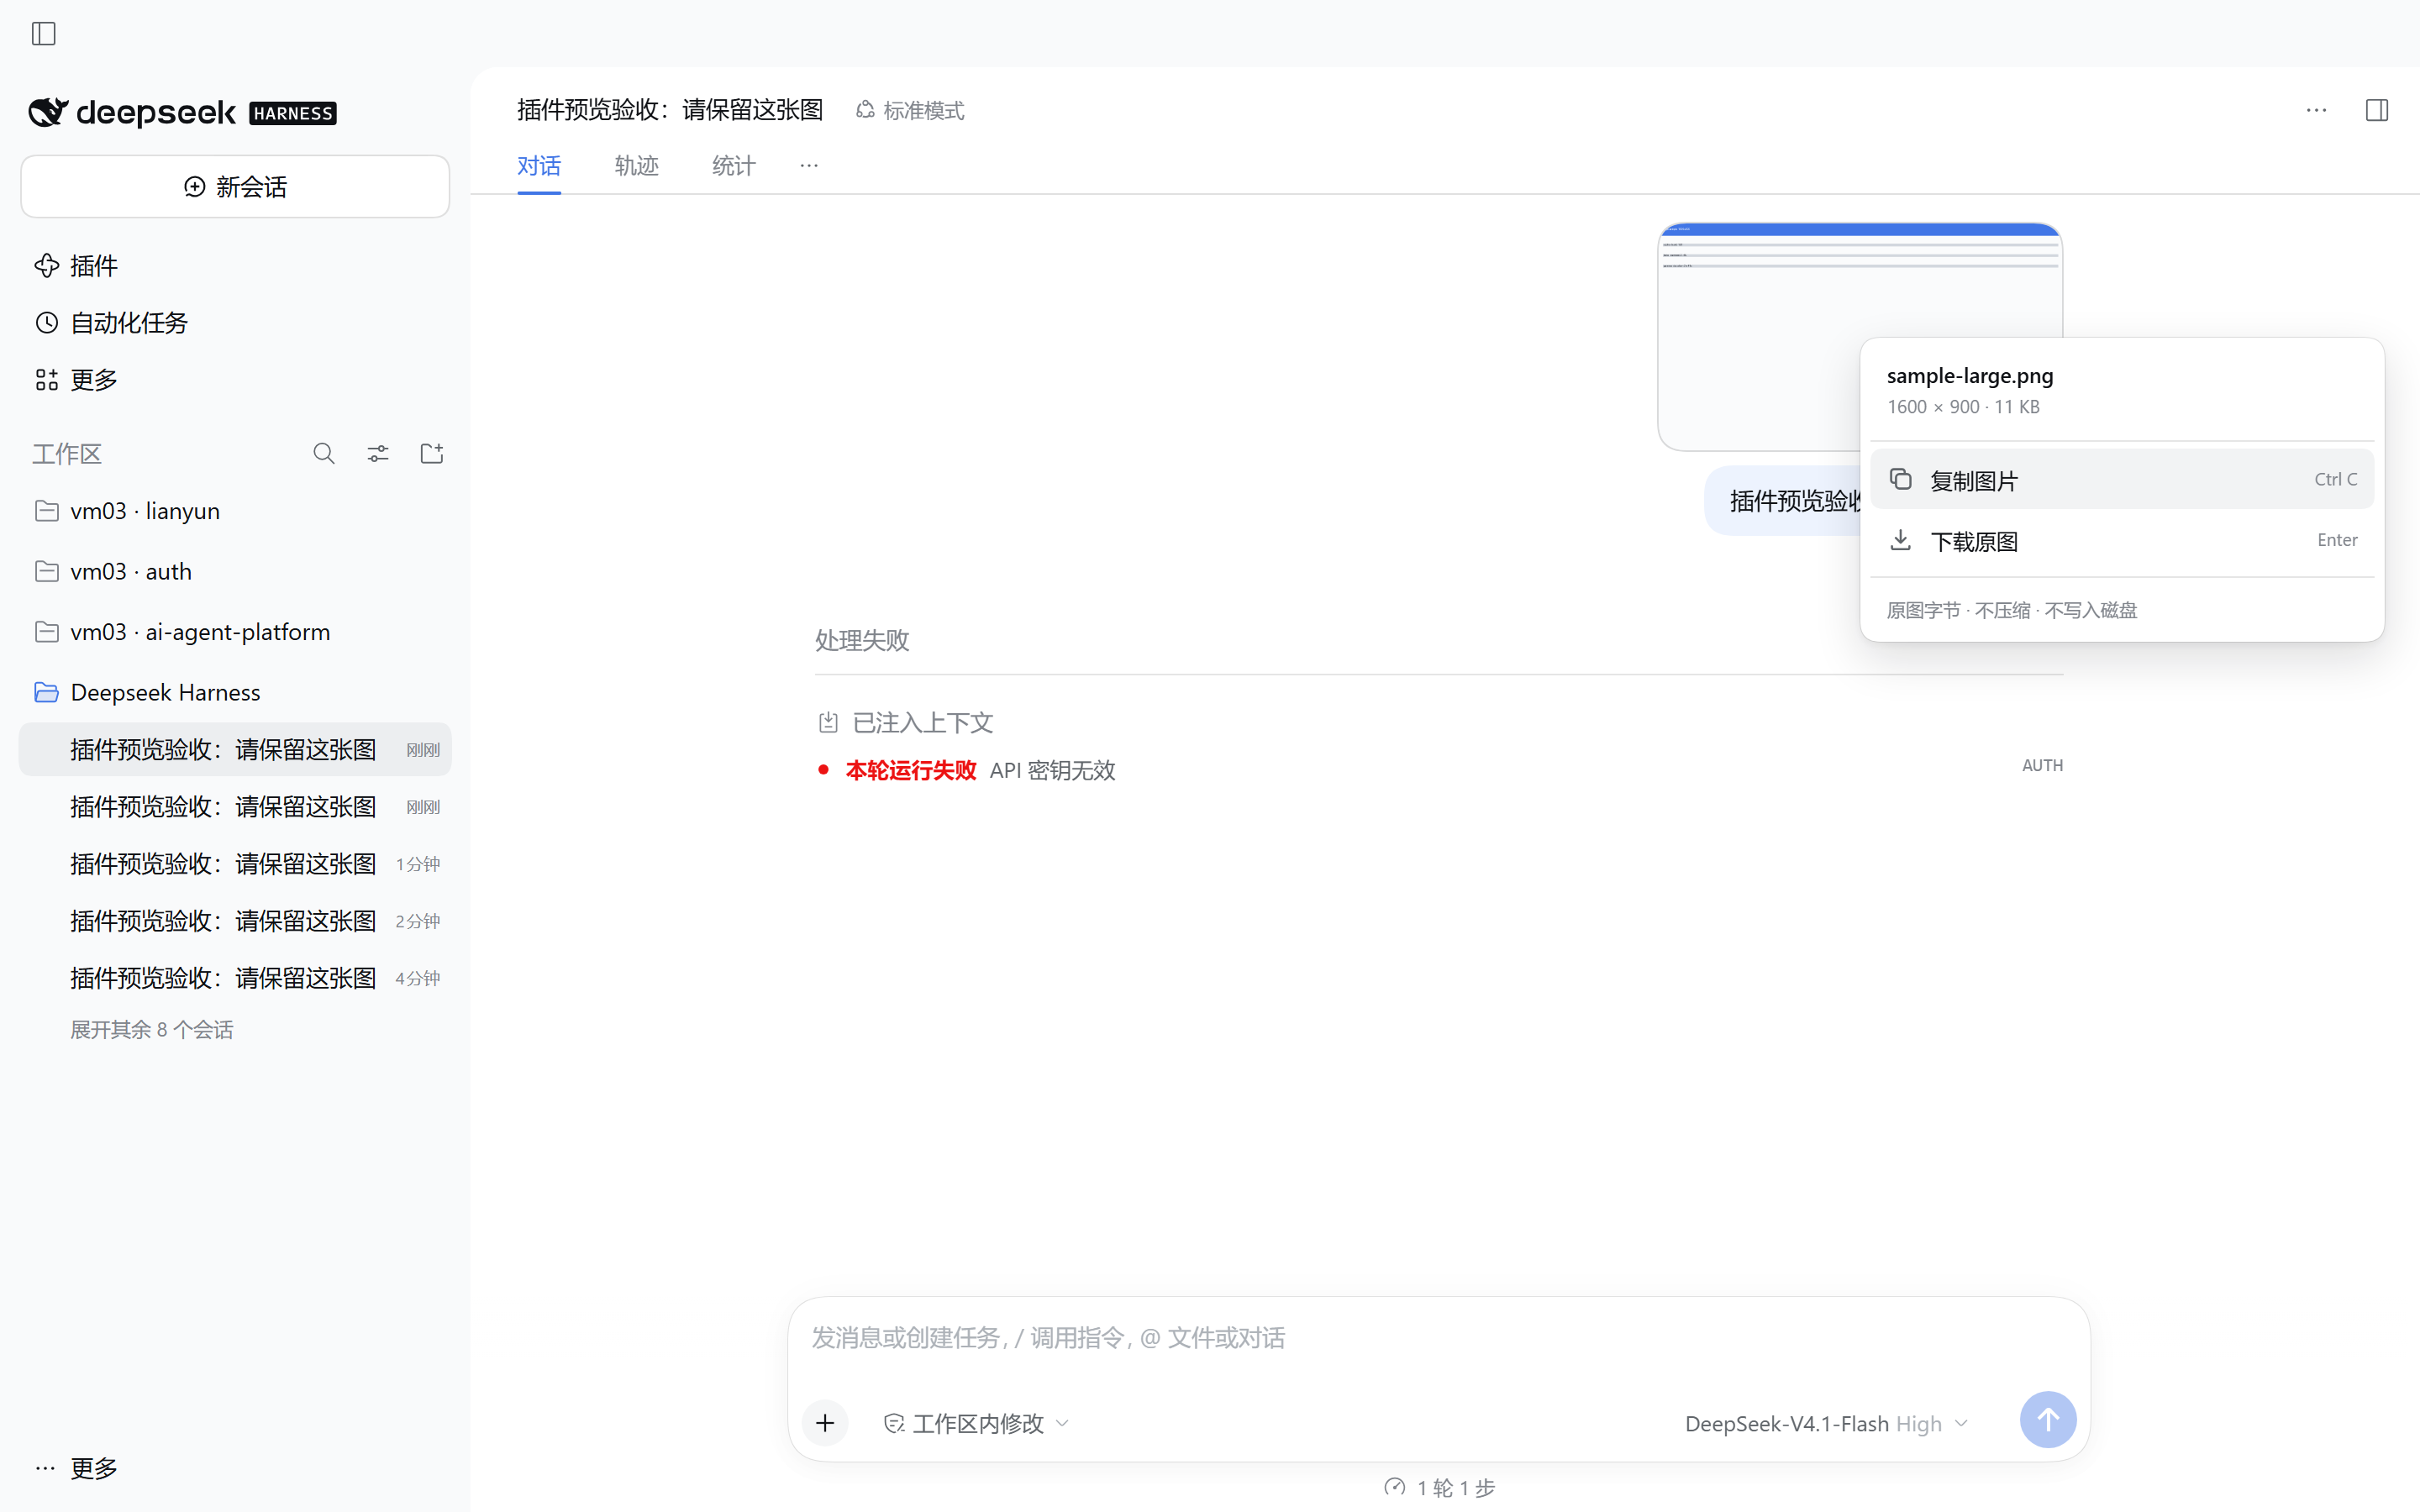 deepseek HARNESS
新会话
插件
自动化任务
更多
工作区
vm03 · lianyun
vm03 · auth
vm03 · ai-agent-platform
Deepseek Harness
插件预览验收：请保留这张图 刚刚
插件预览验收：请保留这张图 刚刚
插件预览验收：请保留这张图 1分钟
插件预览验收：请保留这张图 2分钟
插件预览验收：请保留这张图 4分钟
展开其余 8 个会话
更多
插件预览验收：请保留这张图 标准模式
对话 轨迹 统计
sample-large.png
1600 × 900 · 11 KB
复制图片 Ctrl C
下载原图 Enter
原图字节 · 不压缩 · 不写入磁盘
插件预览验
处理失败
已注入上下文
本轮运行失败 API 密钥无效 AUTH
发消息或创建任务, / 调用指令, @ 文件或对话
工作区内修改 DeepSeek-V4.1-Flash High
1 轮 1 步